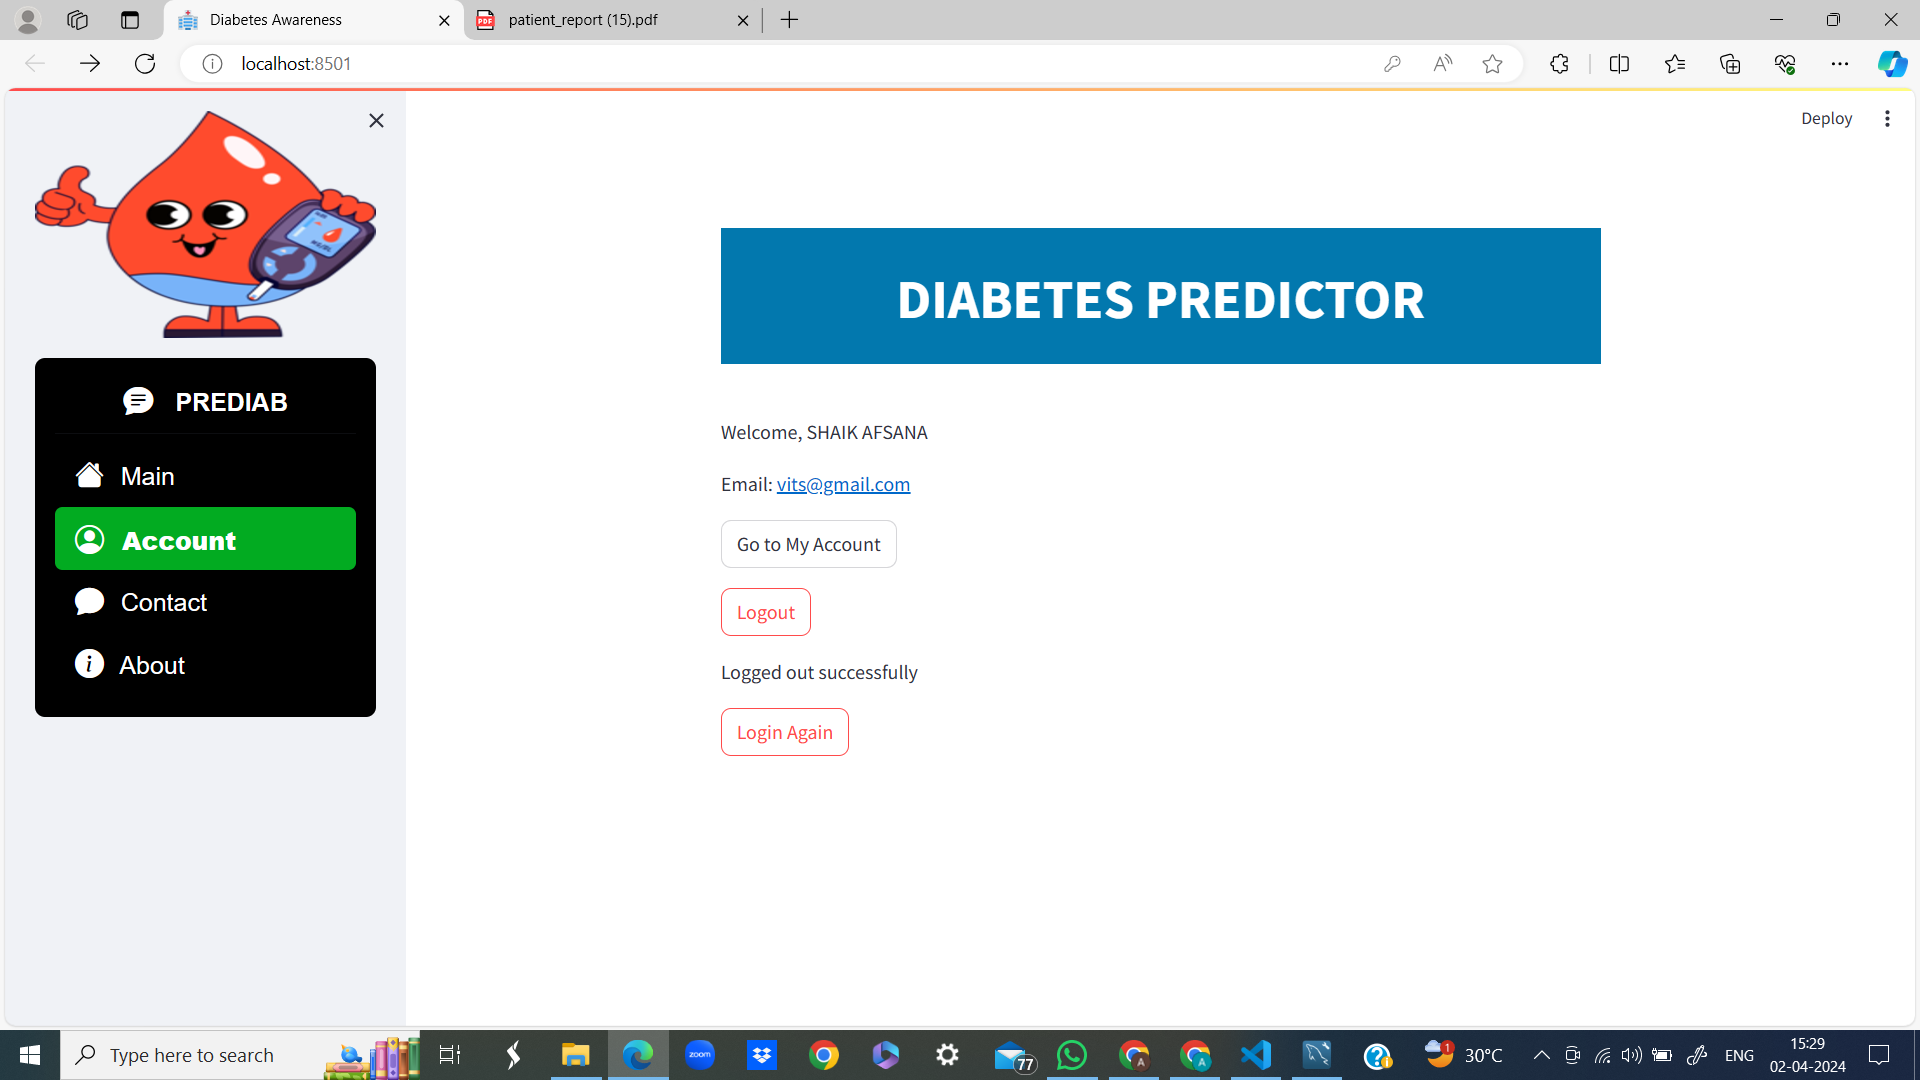 Diabetes Awareness
patient_report (15).pdf
localhost:8501
Deploy
PREDIAB
Main
Account
Contact
About
DIABETES PREDICTOR
Welcome, SHAIK AFSANA
Email: vits@gmail.com
Go to My Account
Logout
Logged out successfully
Login Again
Type here to search
zoom
77
A
A
1
30°C
ENG
15:29
02-04-2024